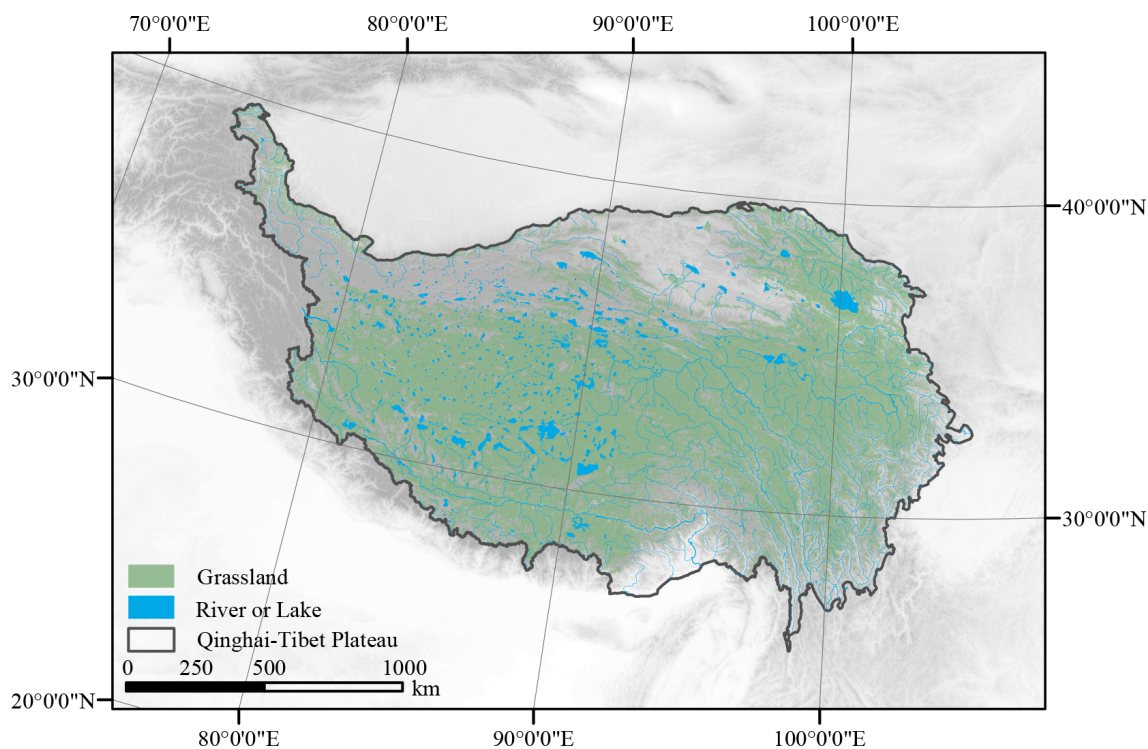 70°0'0"E
80°0'0"E
90°0'0"E
100°0'0"E
40°0'0"N
30°0'0"N
30°0'0"N
Grassland
River or Lake
Qinghai-Tibet Plateau
0 250 500 1000
km
20°0'0"N
80°0'0"E
90°0'0"E
100°0'0"E